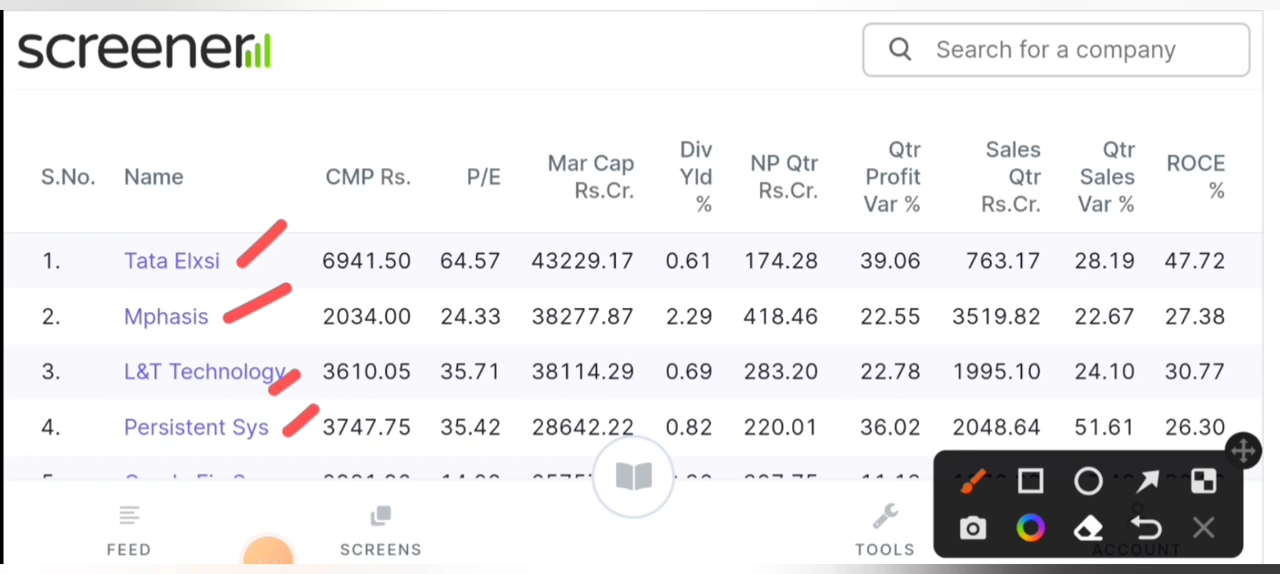 screener
Search for a company
S.No. Name CMP Rs. P/E Mar Cap Rs.Cr. Div Yld % NP Qtr Rs.Cr. Qtr Profit Var % Sales Qtr Rs.Cr. Qtr Sales Var % ROCE %
1. Tata Elxsi 6941.50 64.57 43229.17 0.61 174.28 39.06 763.17 28.19 47.72
2. Mphasis 2034.00 24.33 38277.87 2.29 418.46 22.55 3519.82 22.67 27.38
3. L&T Technology 3610.05 35.71 38114.29 0.69 283.20 22.78 1995.10 24.10 30.77
4. Persistent Sys 3747.75 35.42 28642.22 0.82 220.01 36.02 2048.64 51.61 26.30
FEED SCREENS TOOLS ACCOUNT